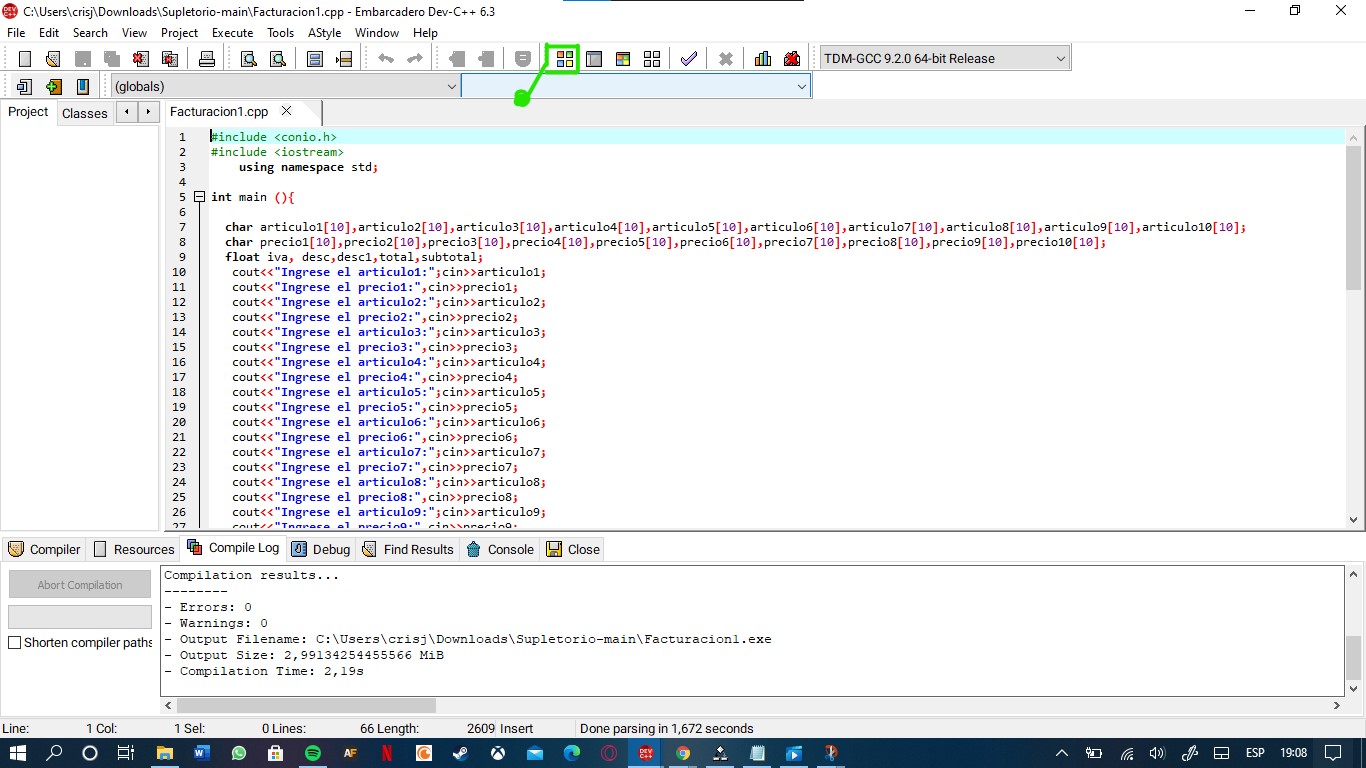 C:\Users\crisj\Downloads\Supletorio-main\Facturacion1.cpp - Embarcadero Dev-C++ 6.3
File Edit Search View Project Execute Tools AStyle Window Help
TDM-GCC 9.2.0 64-bit Release
(globals)
Project Classes Facturacion1.cpp
1 #include <conio.h>
2 #include <iostream>
3 using namespace std;
4
5 int main (){
6
7 char articulo1[10],articulo2[10],articulo3[10],articulo4[10],articulo5[10],articulo6[10],articulo7[10],articulo8[10],articulo9[10],articulo10[10];
8 char precio1[10],precio2[10],precio3[10],precio4[10],precio5[10],precio6[10],precio7[10],precio8[10],precio9[10],precio10[10];
9 float iva, desc,desc1,total,subtotal;
10 cout<<"Ingrese el articulo1:";cin>>articulo1;
11 cout<<"Ingrese el precio1:",cin>>precio1;
12 cout<<"Ingrese el articulo2:";cin>>articulo2;
13 cout<<"Ingrese el precio2:",cin>>precio2;
14 cout<<"Ingrese el articulo3:";cin>>articulo3;
15 cout<<"Ingrese el precio3:",cin>>precio3;
16 cout<<"Ingrese el articulo4:";cin>>articulo4;
17 cout<<"Ingrese el precio4:",cin>>precio4;
18 cout<<"Ingrese el articulo5:";cin>>articulo5;
19 cout<<"Ingrese el precio5:",cin>>precio5;
20 cout<<"Ingrese el articulo6:";cin>>articulo6;
21 cout<<"Ingrese el precio6:",cin>>precio6;
22 cout<<"Ingrese el articulo7:";cin>>articulo7;
23 cout<<"Ingrese el precio7:",cin>>precio7;
24 cout<<"Ingrese el articulo8:";cin>>articulo8;
25 cout<<"Ingrese el precio8:",cin>>precio8;
26 cout<<"Ingrese el articulo9:";cin>>articulo9;
27 cout<<"Ingrese el precio9:",cin>>precio9;
Compiler Resources Compile Log Debug Find Results Console Close
Abort Compilation
Shorten compiler paths
Compilation results...
--------
- Errors: 0
- Warnings: 0
- Output Filename: C:\Users\crisj\Downloads\Supletorio-main\Facturacion1.exe
- Output Size: 2,99134254455566 MiB
- Compilation Time: 2,19s
Line: 1 Col: 1 Sel: 0 Lines: 66 Length: 2609 Insert Done parsing in 1,672 seconds
ESP 19:08